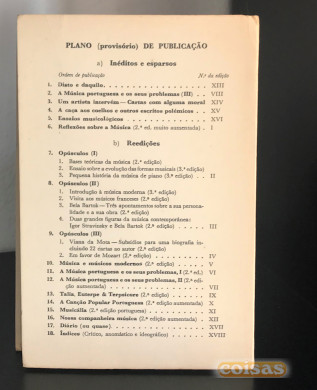 PLANO (provisório) DE PUBLICAÇÃO
a) Inéditos e esparsos
Ordem de publicação N.º da edição
1. Disto e daquilo XIII
2. A Música portuguesa e os seus problemas (III) VIII
3. Um artista intervém — Cartas com alguma moral XIV
4. A caça aos coelhos e outros escritos polémicos XV
5. Ensaios musicológicos XVI
6. Reflexões sobre a Música (2.ª ed. muito aumentada) I
b) Reedições
7. Opúsculos (I)
1. Bases teóricas da música (2.ª edição)
2. Ensaio sobre a evolução das formas musicais (3.ª edição)
3. Pequena história da música de piano (3.ª edição) II
8. Opúsculos (II)
1. Introdução à música moderna (3.ª edição)
2. Visita aos músicos franceses (2.ª edição)
3. Bela Bartok — Três apontamentos sobre a sua persona-
lidade e a sua obra (2.ª edição)
4. Duas grandes figuras da música contemporânea:
Igor Stravinsky e Bela Bartok (2.ª edição) III
9. Opúsculos (III)
1. Viana da Mota — Subsídios para uma biografia in-
cluindo 22 cartas ao autor (2.ª edição)
2. Em favor de Mozart (2.ª edição) IV
10. Música e músicos modernos (2.ª edição) V
11. A Música portuguesa e os seus problemas, I (2.ª ed.) VI
12. A Música portuguesa e os seus problemas, II (2.ª edição
aumentada) VII
13. Talia, Euterpe & Terpsicore (2.ª edição) IX
14. A Canção Popular Portuguesa (2.ª edição aumentada) X
15. Musicália (2.ª edição portuguesa) XI
16. Nossa companheira música (2.ª edição aumentada) XII
17. Diário (ou quase) XVII
18. Índices (Crítico, onomástico e ideográfico) XVIII
coisas